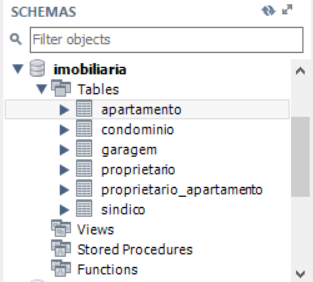 SCHEMAS
Filter objects
imobiliaria
Tables
apartamento
condominio
garagem
proprietario
proprietario_apartamento
sindico
Views
Stored Procedures
Functions